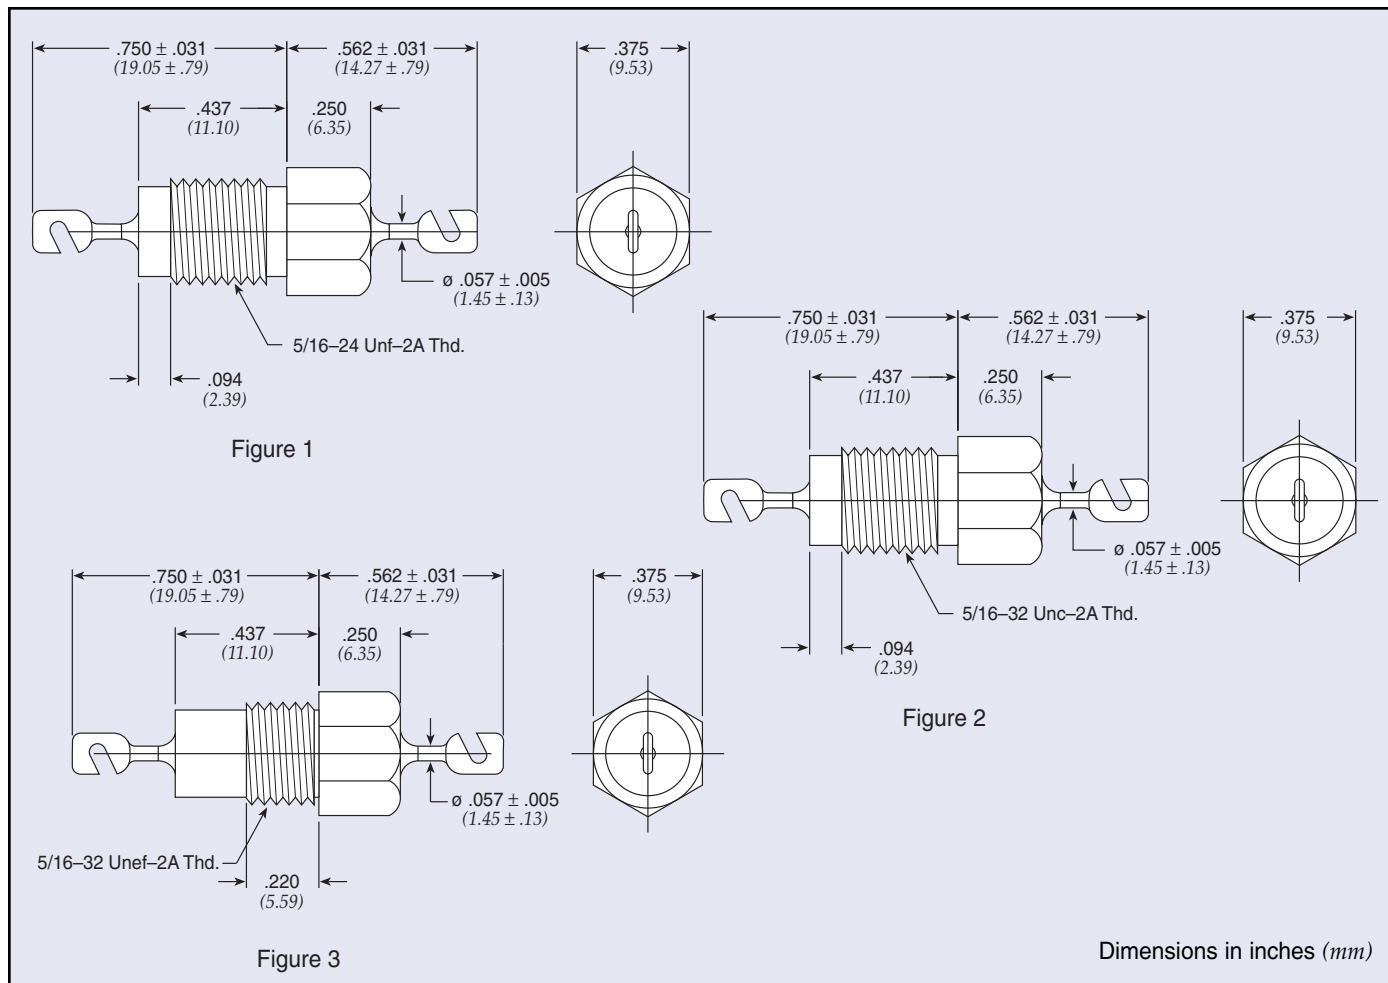 .750 ± .031
(19.05 ± .79)
.562 ± .031
(14.27 ± .79)
.375
(9.53)
.437
(11.10)
.250
(6.35)
ø .057 ± .005
(1.45 ± .13)
5/16–24 Unf–2A Thd.
.094
(2.39)
Figure 1
.750 ± .031
(19.05 ± .79)
.562 ± .031
(14.27 ± .79)
.375
(9.53)
.437
(11.10)
.250
(6.35)
ø .057 ± .005
(1.45 ± .13)
5/16–32 Unc–2A Thd.
.094
(2.39)
Figure 2
.750 ± .031
(19.05 ± .79)
.562 ± .031
(14.27 ± .79)
.375
(9.53)
.437
(11.10)
.250
(6.35)
ø .057 ± .005
(1.45 ± .13)
5/16–32 Unef–2A Thd.
.220
(5.59)
Figure 3
Dimensions in inches (mm)